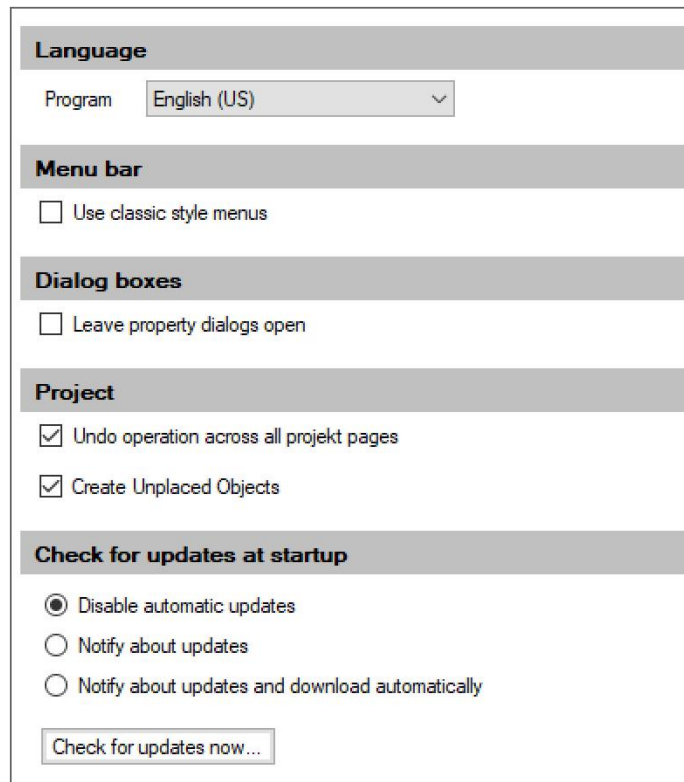 Language
Program English (US)
Menu bar
Use classic style menus
Dialog boxes
Leave property dialogs open
Project
Undo operation across all projekt pages
Create Unplaced Objects
Check for updates at startup
Disable automatic updates
Notify about updates
Notify about updates and download automatically
Check for updates now...